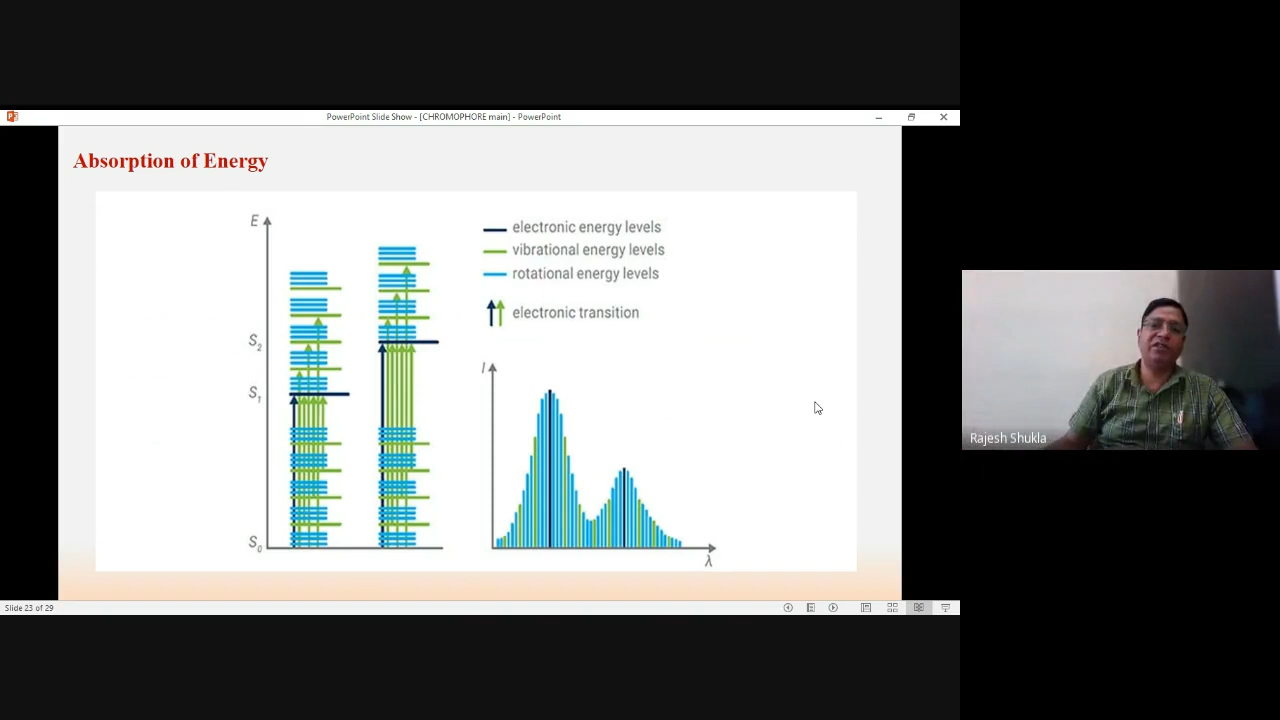 PowerPoint Slide Show - [CHROMOPHORE main] - PowerPoint
Absorption of Energy
E
electronic energy levels
vibrational energy levels
rotational energy levels
electronic transition
S2
S1
S0
I
λ
Rajesh Shukla
Slide 23 of 29